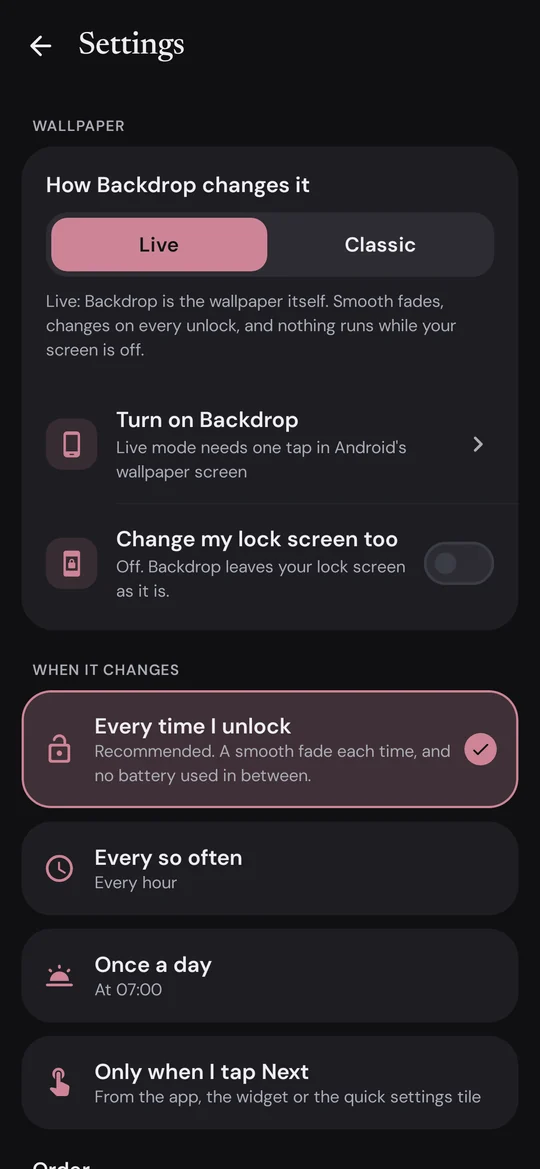 Settings
WALLPAPER
How Backdrop changes it
Live
Classic
Live: Backdrop is the wallpaper itself. Smooth fades,
changes on every unlock, and nothing runs while your
screen is off.
Turn on Backdrop
Live mode needs one tap in Android's
wallpaper screen
Change my lock screen too
Off. Backdrop leaves your lock screen
as it is.
WHEN IT CHANGES
Every time I unlock
Recommended. A smooth fade each time, and
no battery used in between.
Every so often
Every hour
Once a day
At 07:00
Only when I tap Next
From the app, the widget or the quick settings tile
Order